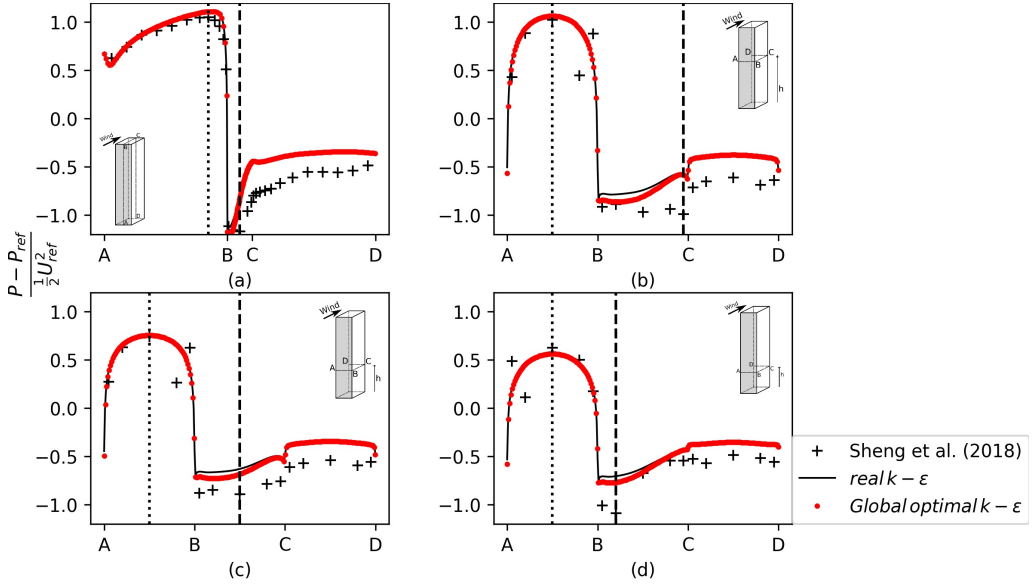 1.0
0.5
0.0
−0.5
−1.0
A B C D
(a)
Wind
B
C
A
D
1.0
0.5
0.0
−0.5
−1.0
A B C D
(b)
Wind
D
C
A
B
h
P − P_ref
½U²_ref
1.0
0.5
0.0
−0.5
−1.0
A B C D
(c)
Wind
D
C
A
B
h
1.0
0.5
0.0
−0.5
−1.0
A B C D
(d)
Wind
D
C
A
B
h
Sheng et al. (2018)
real k − ε
Global optimal k − ε